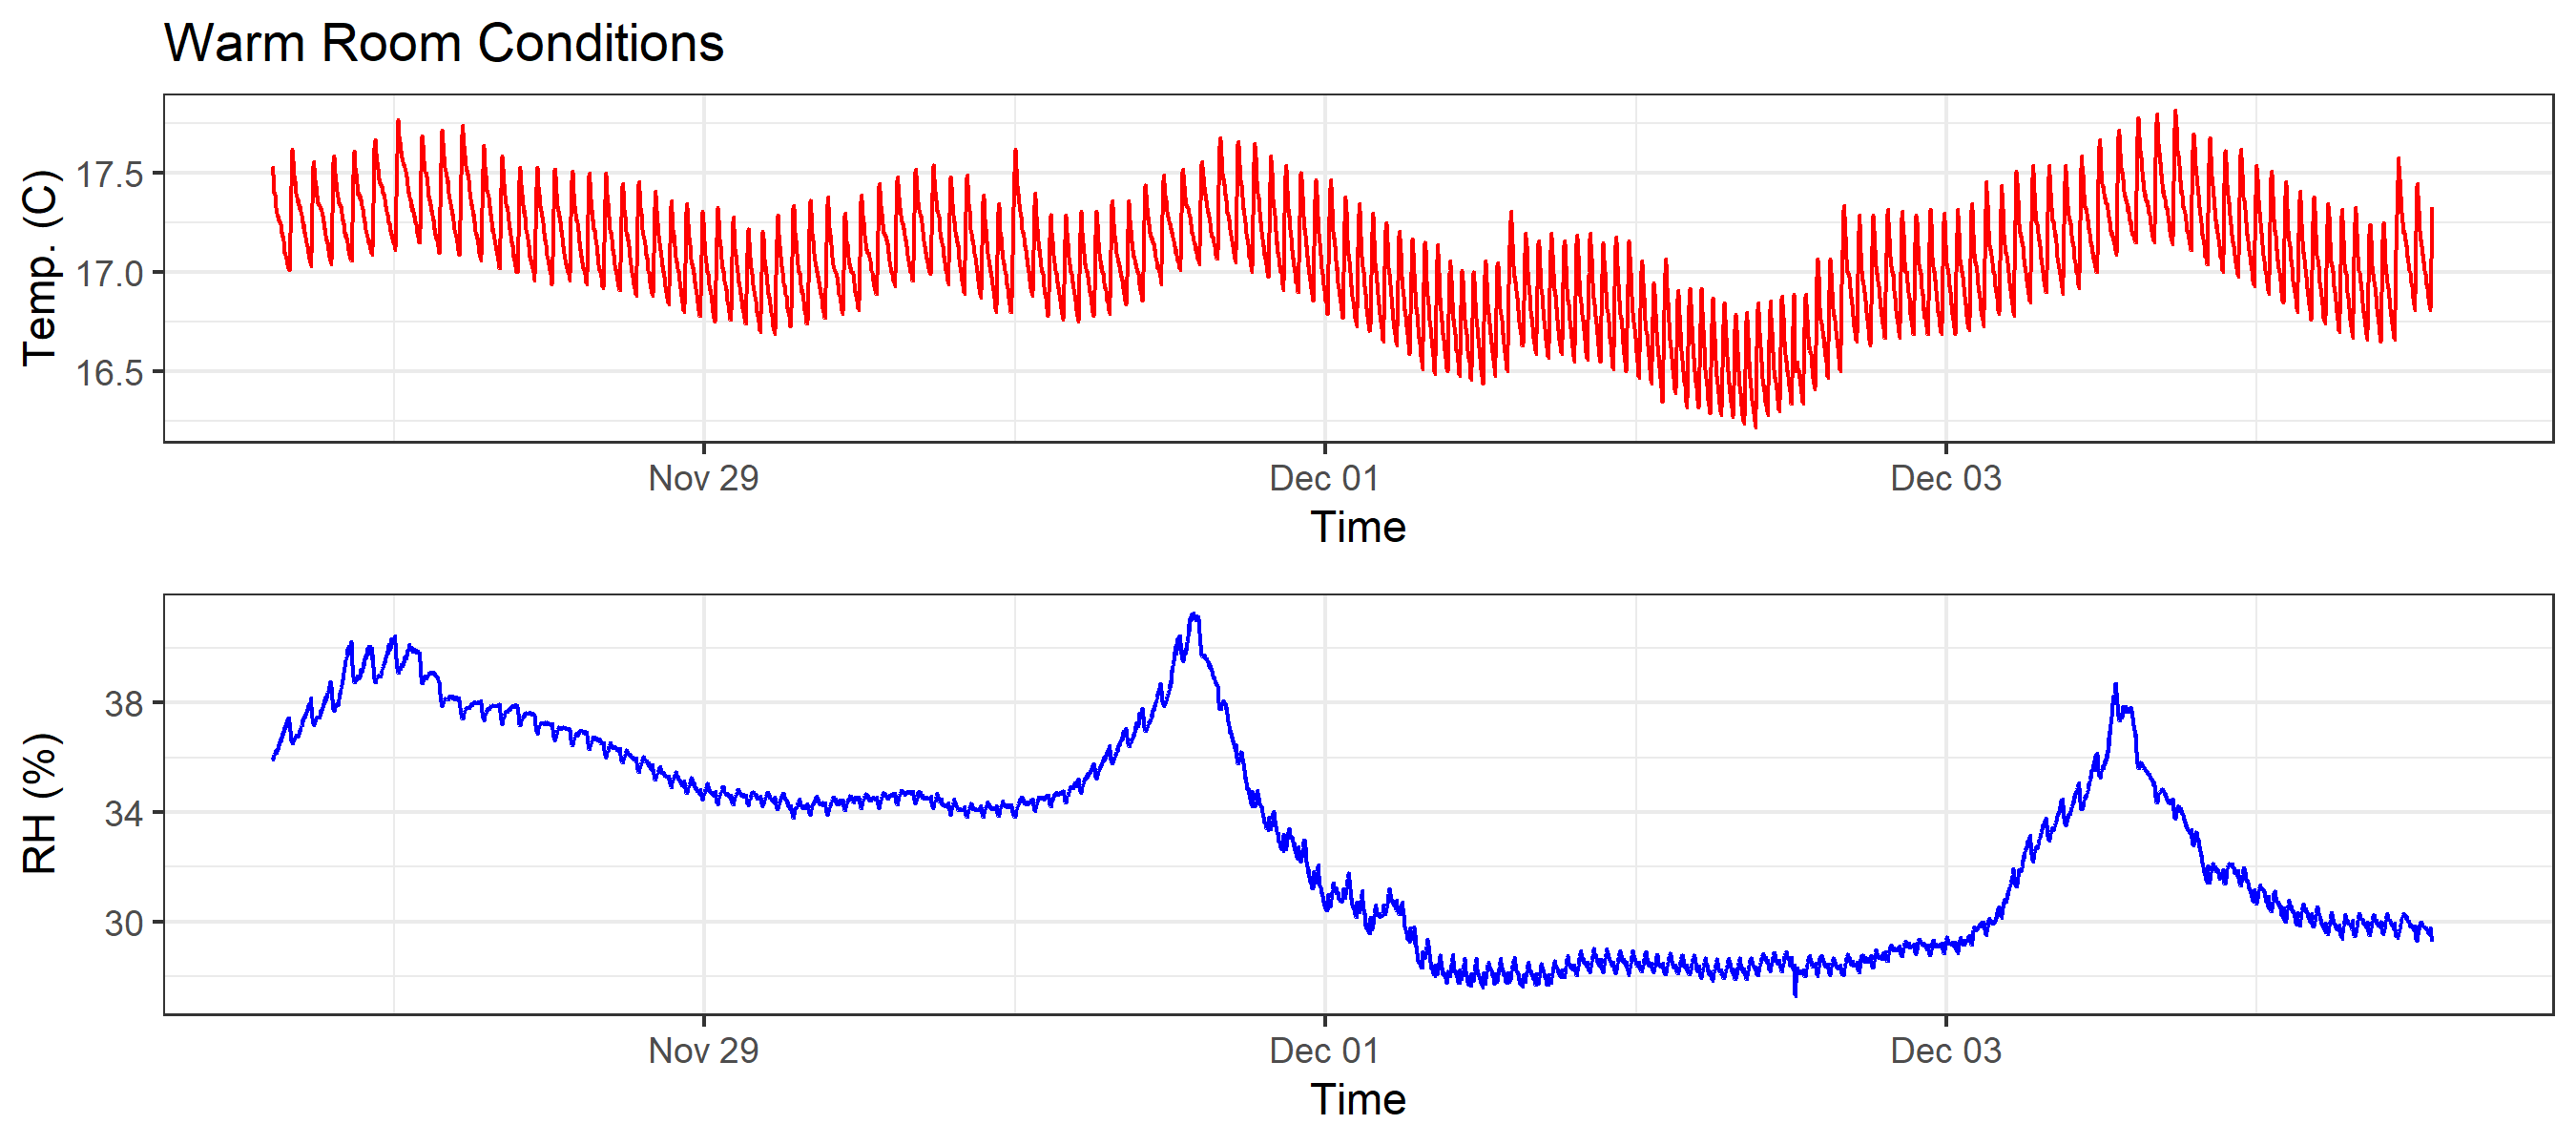 Warm Room Conditions
Temp. (C)
17.5
17.0
16.5
Nov 29 Dec 01 Dec 03
Time
RH (%)
38
34
30
Nov 29 Dec 01 Dec 03
Time